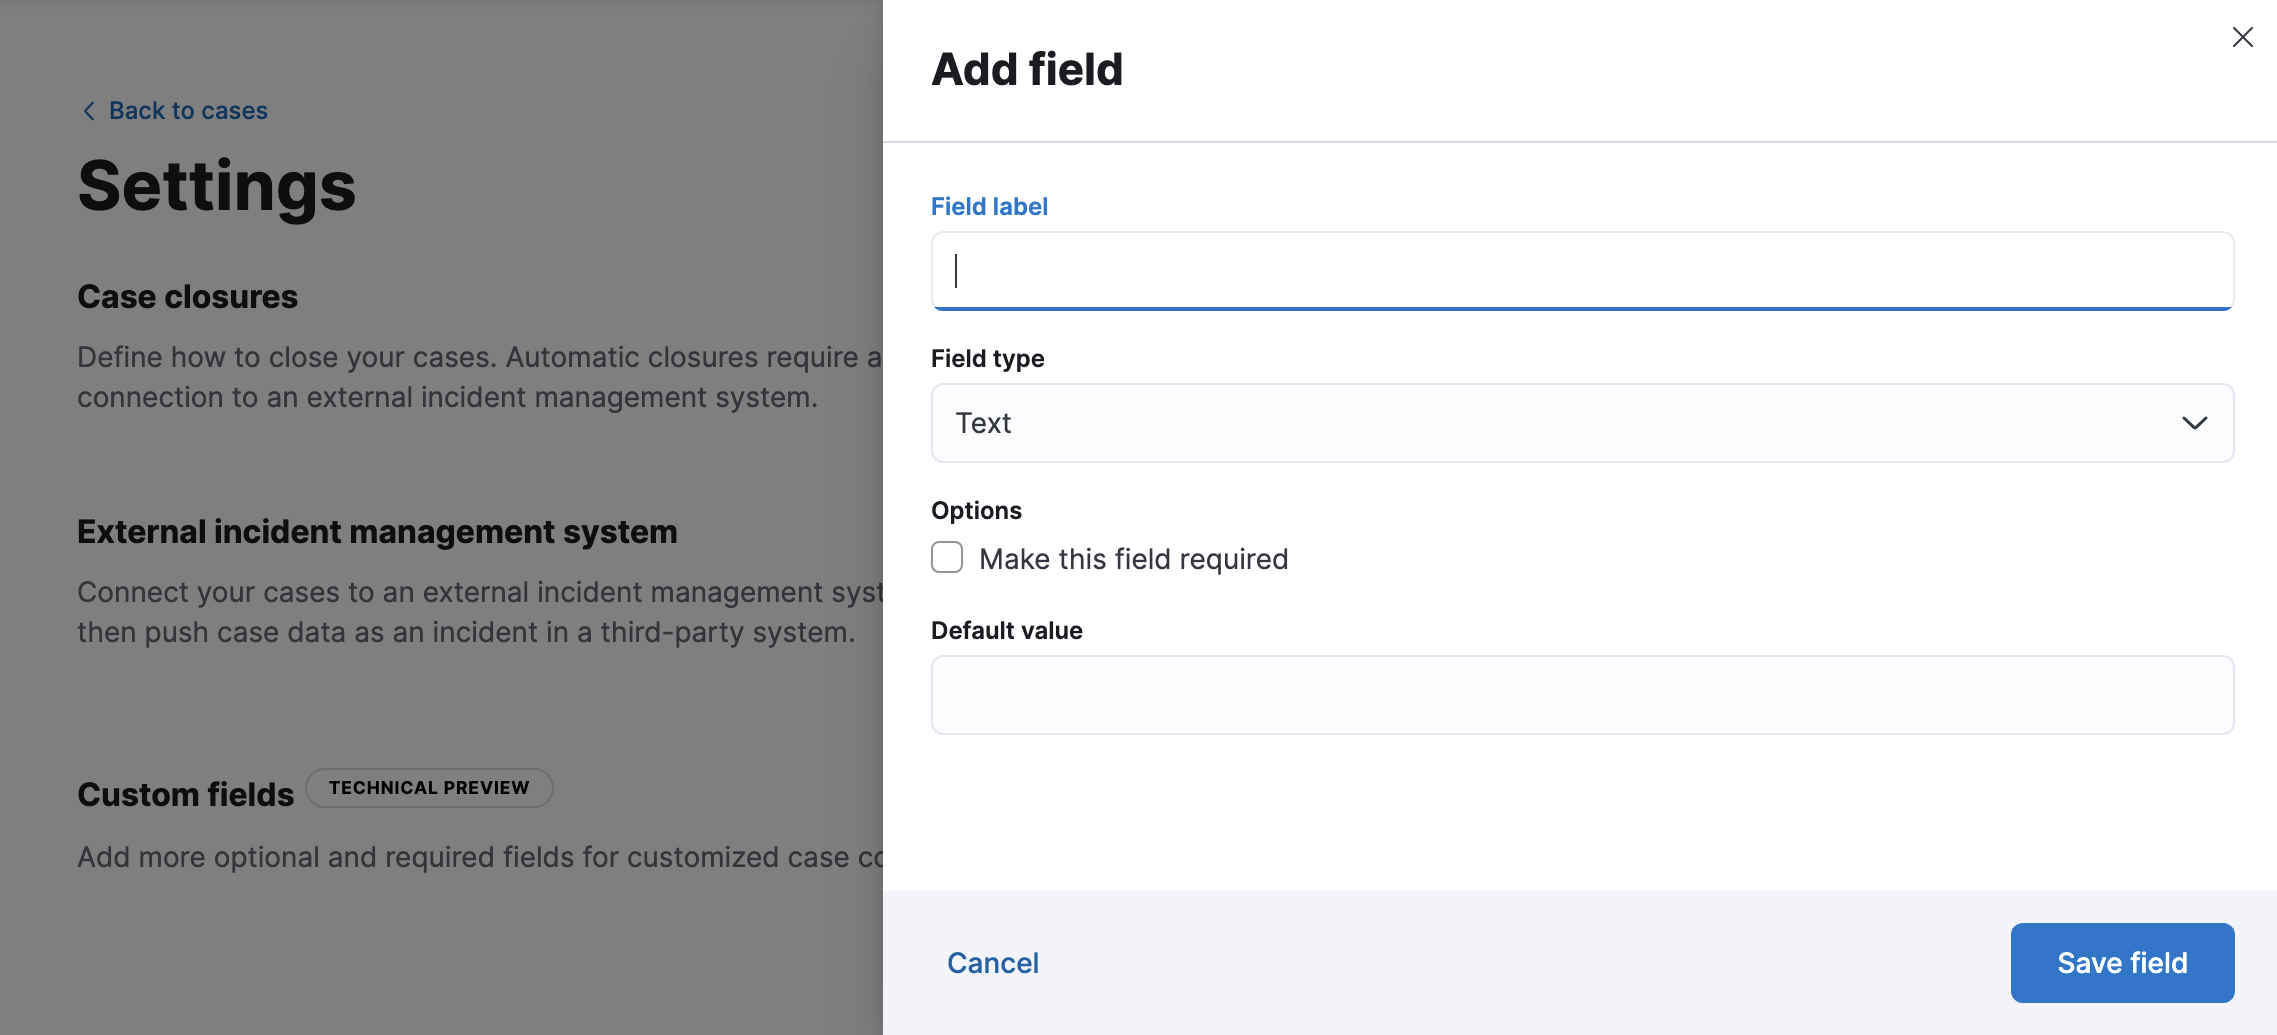 Back to cases
Settings
Case closures
Define how to close your cases. Automatic closures require a
connection to an external incident management system.
External incident management system
Connect your cases to an external incident management syst
then push case data as an incident in a third-party system.
Custom fields TECHNICAL PREVIEW
Add more optional and required fields for customized case co
Add field
Field label
Field type
Text
Options
Make this field required
Default value
Cancel
Save field